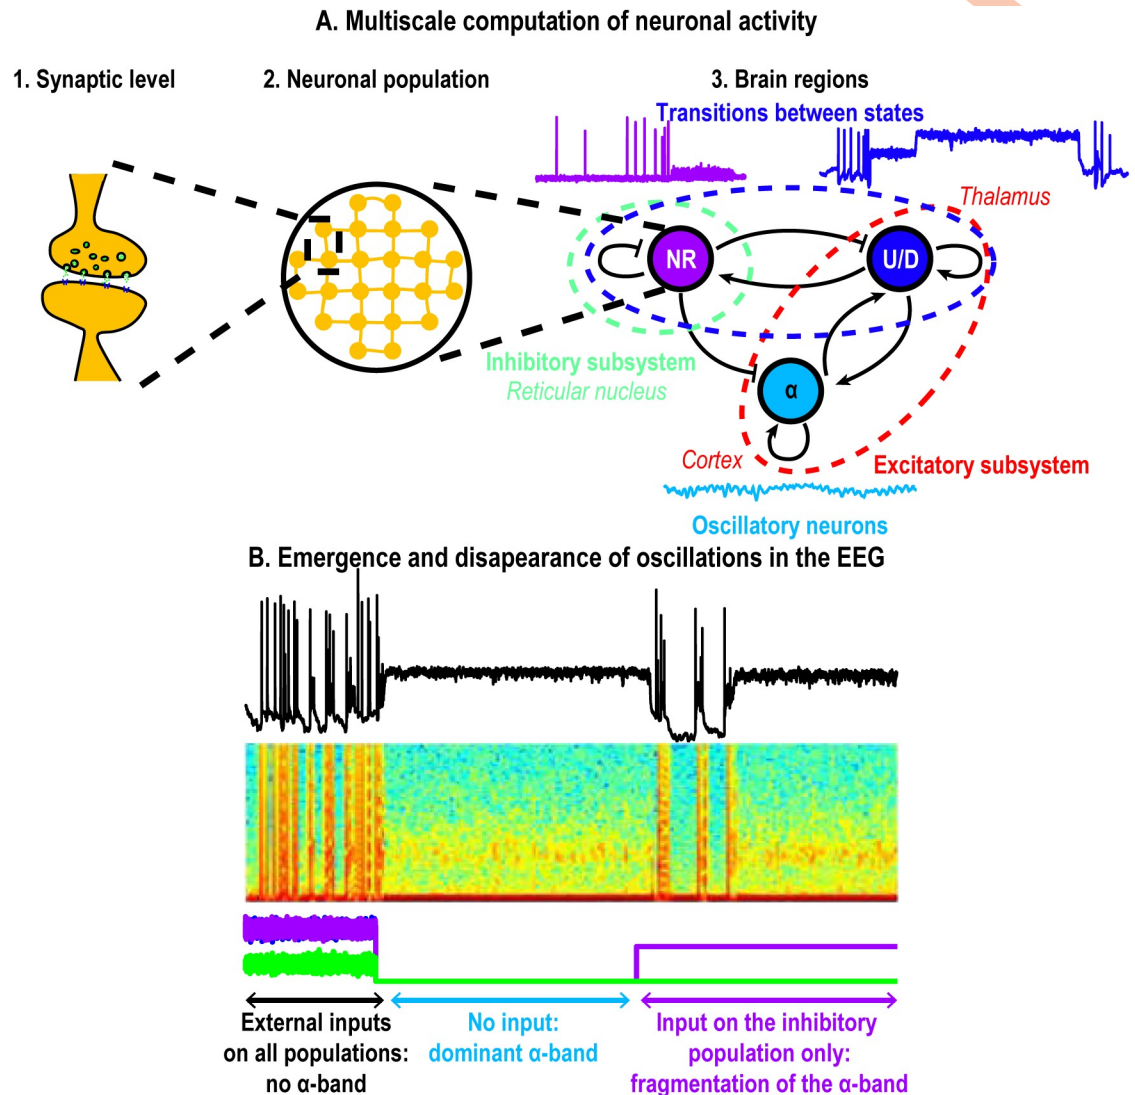 A. Multiscale computation of neuronal activity
1. Synaptic level
2. Neuronal population
3. Brain regions
Transitions between states
Thalamus
NR
U/D
Inhibitory subsystem
Reticular nucleus
α
Cortex
Excitatory subsystem
Oscillatory neurons
B. Emergence and disapearance of oscillations in the EEG
External inputs
on all populations:
no α-band
No input:
dominant α-band
Input on the inhibitory
population only:
fragmentation of the α-band